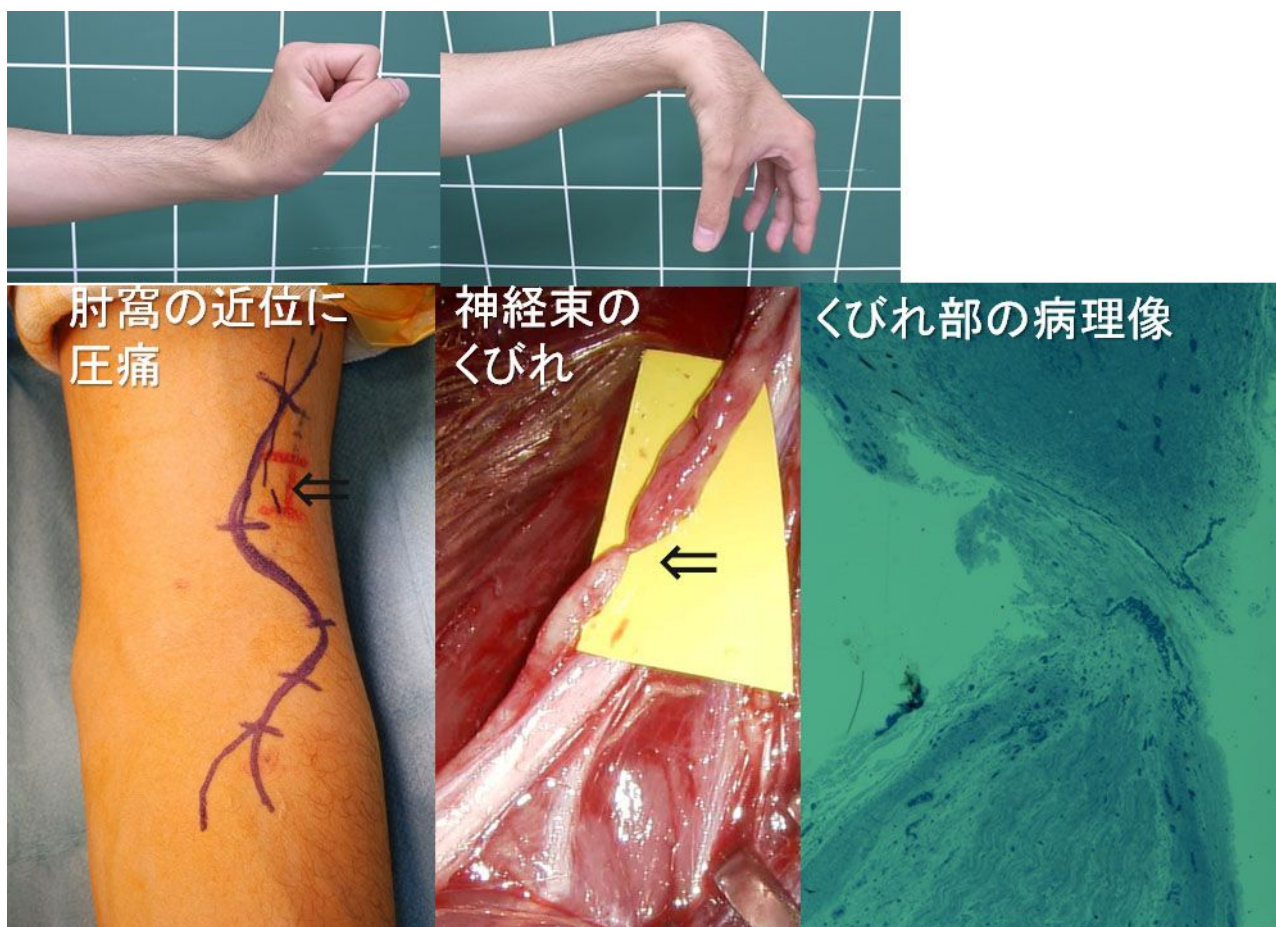 肘窩の近位に
圧痛
神経束の
くびれ
くびれ部の病理像